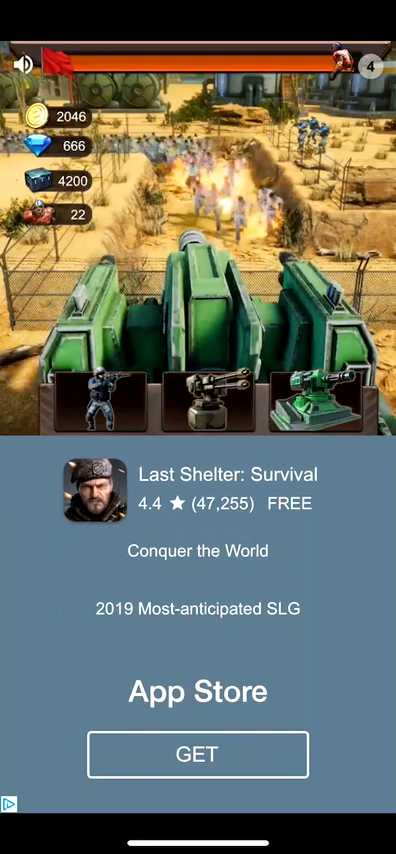 4
2046
666
4200
22
Last Shelter: Survival
4.4 ★ (47,255) FREE
Conquer the World
2019 Most-anticipated SLG
App Store
GET